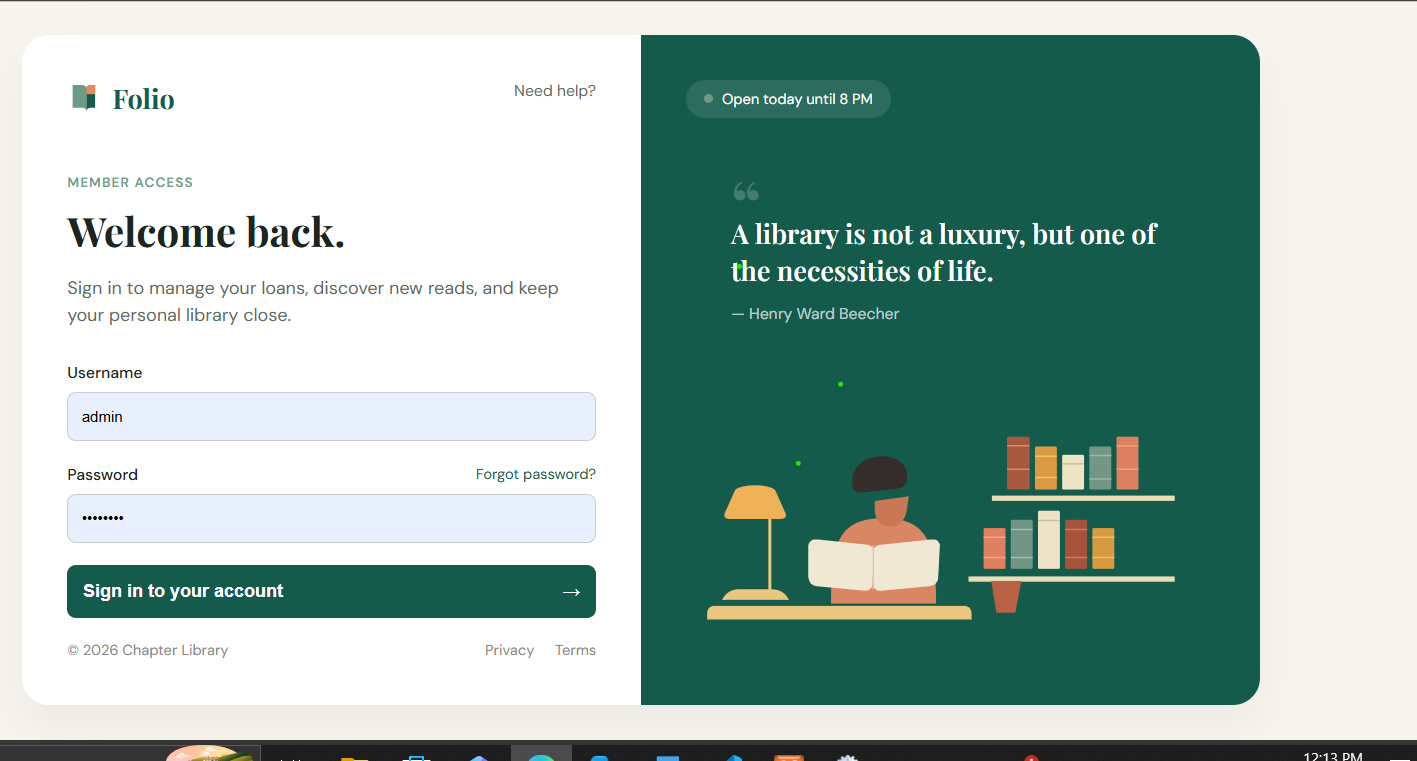 Folio
Need help?
MEMBER ACCESS
Welcome back.
Sign in to manage your loans, discover new reads, and keep
your personal library close.
Username
admin
Password
Forgot password?
••••••••
Sign in to your account →
© 2026 Chapter Library
Privacy
Terms
Open today until 8 PM
“
A library is not a luxury, but one of
the necessities of life.
— Henry Ward Beecher
12:13 PM